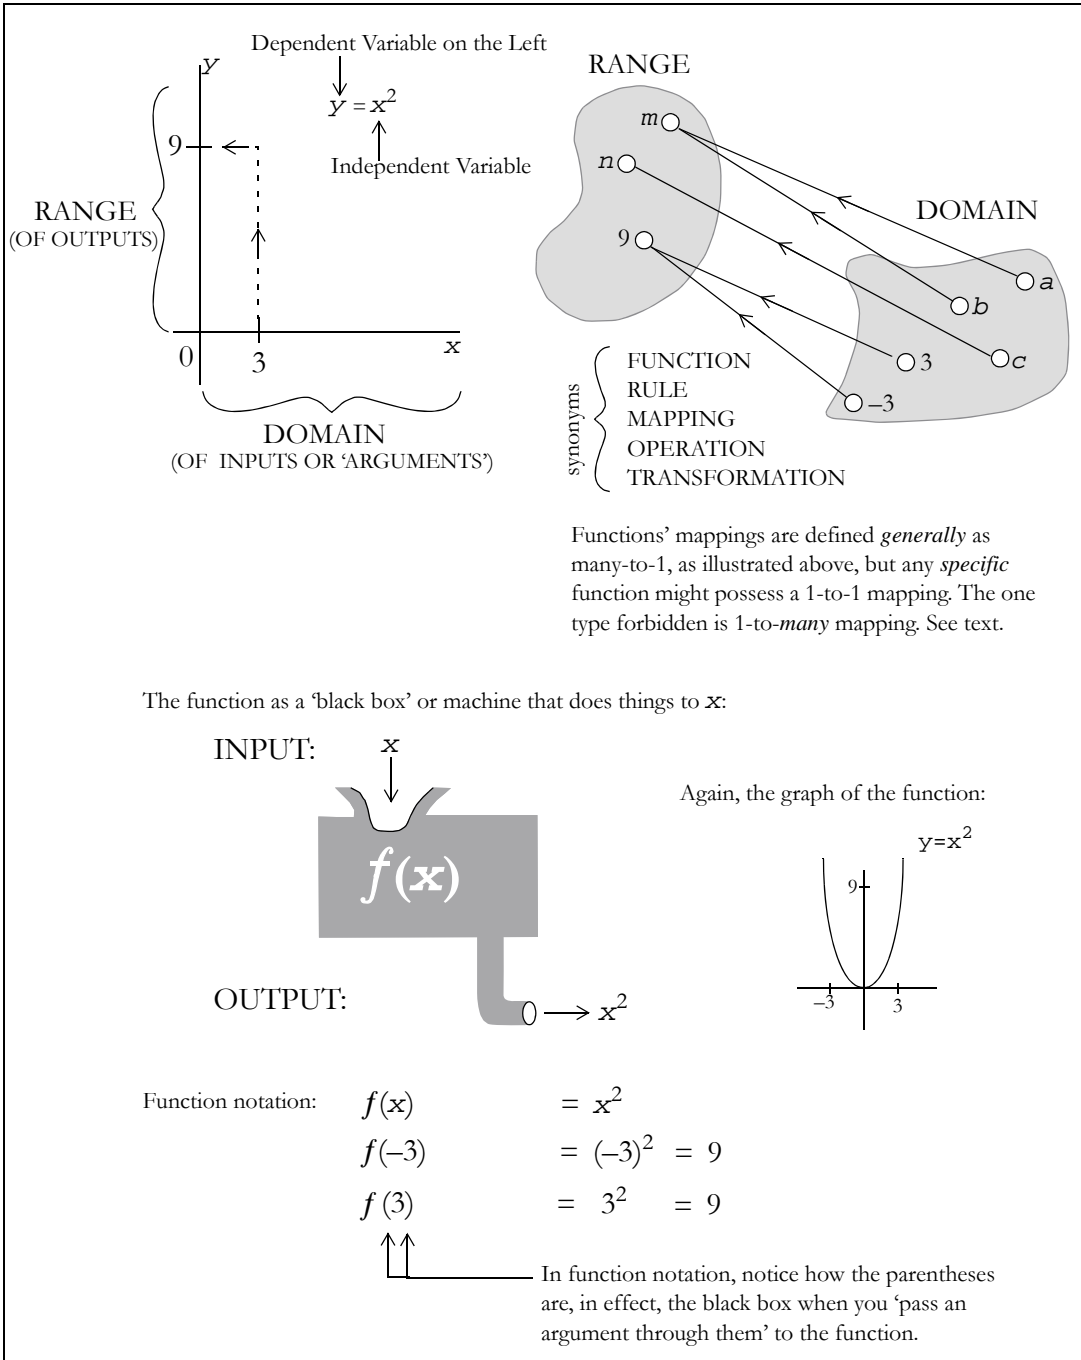 Dependent Variable on the Left
y
y = x²
9
Independent Variable
RANGE
(OF OUTPUTS)
0
3
x
DOMAIN
(OF INPUTS OR ‘ARGUMENTS’)
RANGE
m
n
9
DOMAIN
a
b
c
3
–3
synonyms
FUNCTION
RULE
MAPPING
OPERATION
TRANSFORMATION
Functions’ mappings are defined generally as
many-to-1, as illustrated above, but any specific
function might possess a 1-to-1 mapping. The one
type forbidden is 1-to-many mapping. See text.
The function as a ‘black box’ or machine that does things to x:
INPUT: x
f(x)
OUTPUT: x²
Again, the graph of the function:
y=x²
9
–3 3
Function notation: f(x) = x²
f(–3) = (–3)² = 9
f(3) = 3² = 9
In function notation, notice how the parentheses
are, in effect, the black box when you ‘pass an
argument through them’ to the function.